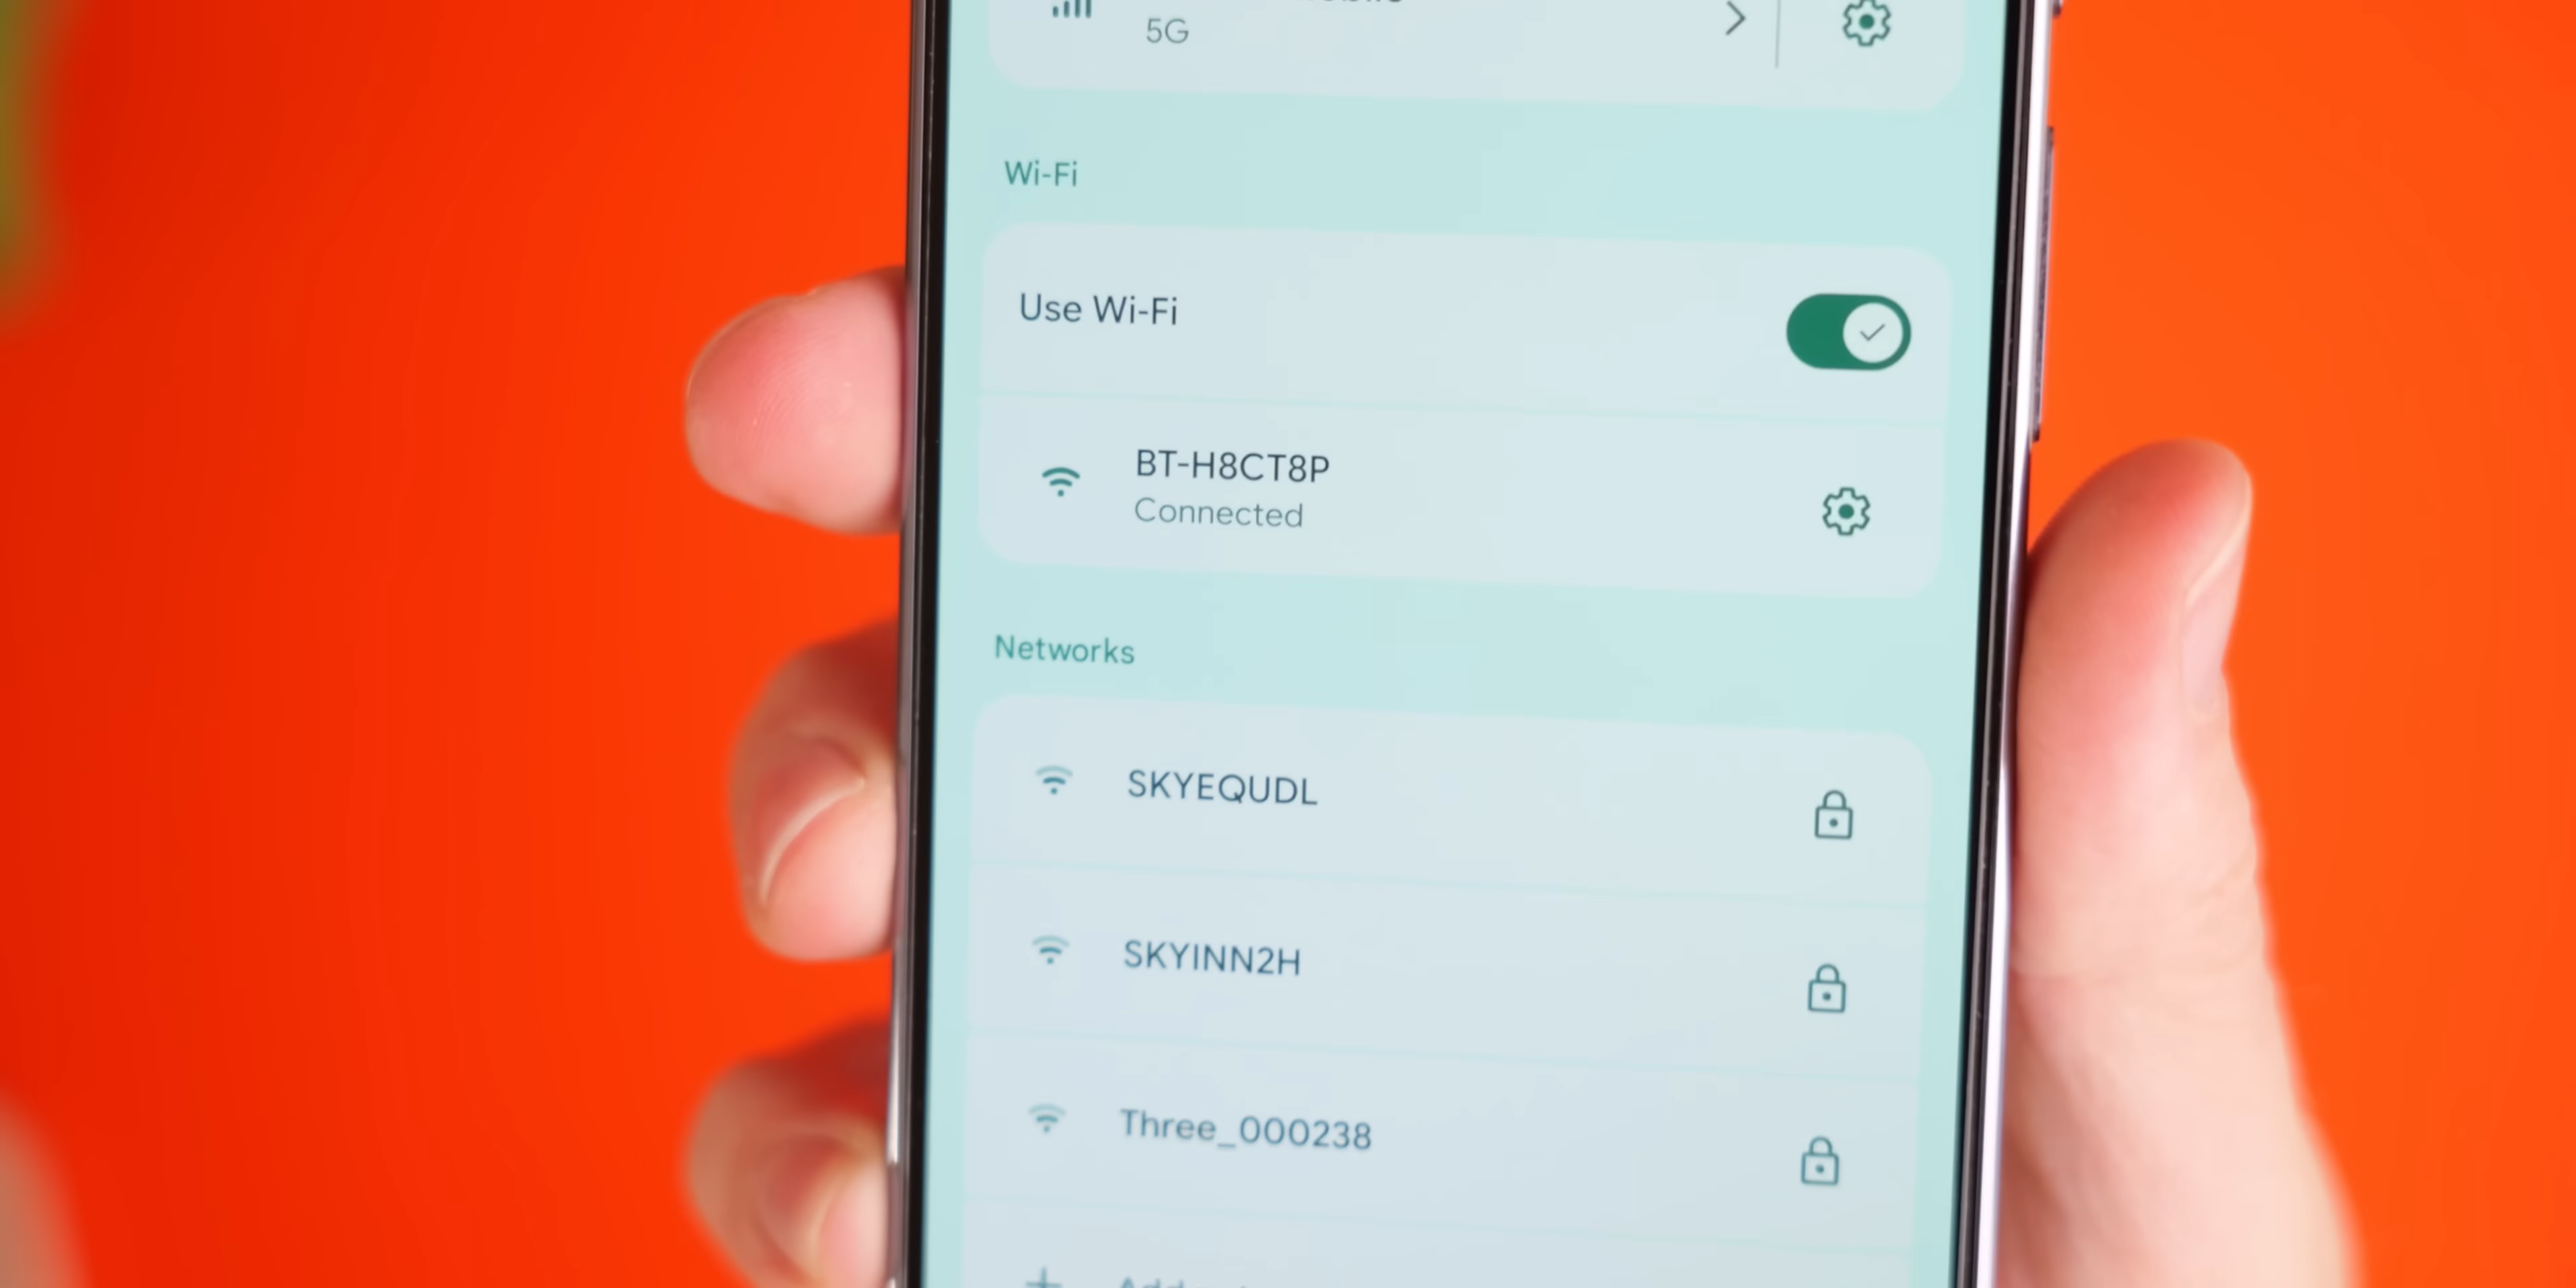 5G
Wi-Fi
Use Wi-Fi
BT-H8CT8P
Connected
Networks
SKYEQUDL
SKYINN2H
Three_000238